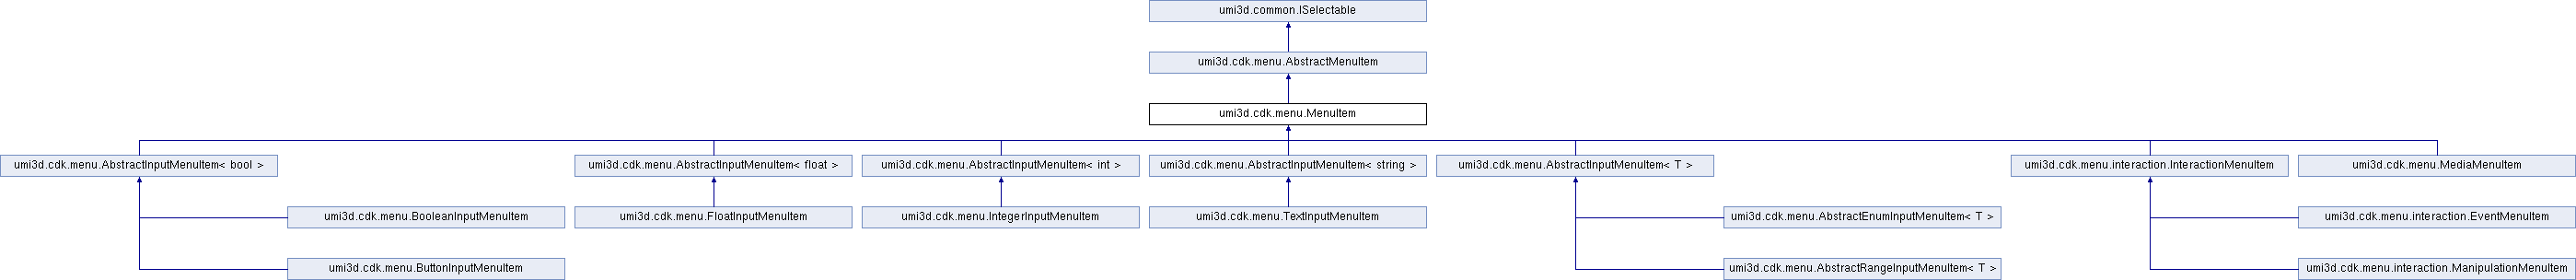 umi3d.common.ISelectable
umi3d.cdk.menu.AbstractMenuItem
umi3d.cdk.menu.MenuItem
umi3d.cdk.menu.AbstractInputMenuItem< bool >
umi3d.cdk.menu.AbstractInputMenuItem< float >
umi3d.cdk.menu.AbstractInputMenuItem< int >
umi3d.cdk.menu.AbstractInputMenuItem< string >
umi3d.cdk.menu.AbstractInputMenuItem< T >
umi3d.cdk.menu.interaction.InteractionMenuItem
umi3d.cdk.menu.MediaMenuItem
umi3d.cdk.menu.BooleanInputMenuItem
umi3d.cdk.menu.FloatInputMenuItem
umi3d.cdk.menu.IntegerInputMenuItem
umi3d.cdk.menu.TextInputMenuItem
umi3d.cdk.menu.AbstractEnumInputMenuItem< T >
umi3d.cdk.menu.interaction.EventMenuItem
umi3d.cdk.menu.ButtonInputMenuItem
umi3d.cdk.menu.AbstractRangeInputMenuItem< T >
umi3d.cdk.menu.interaction.ManipulationMenuItem